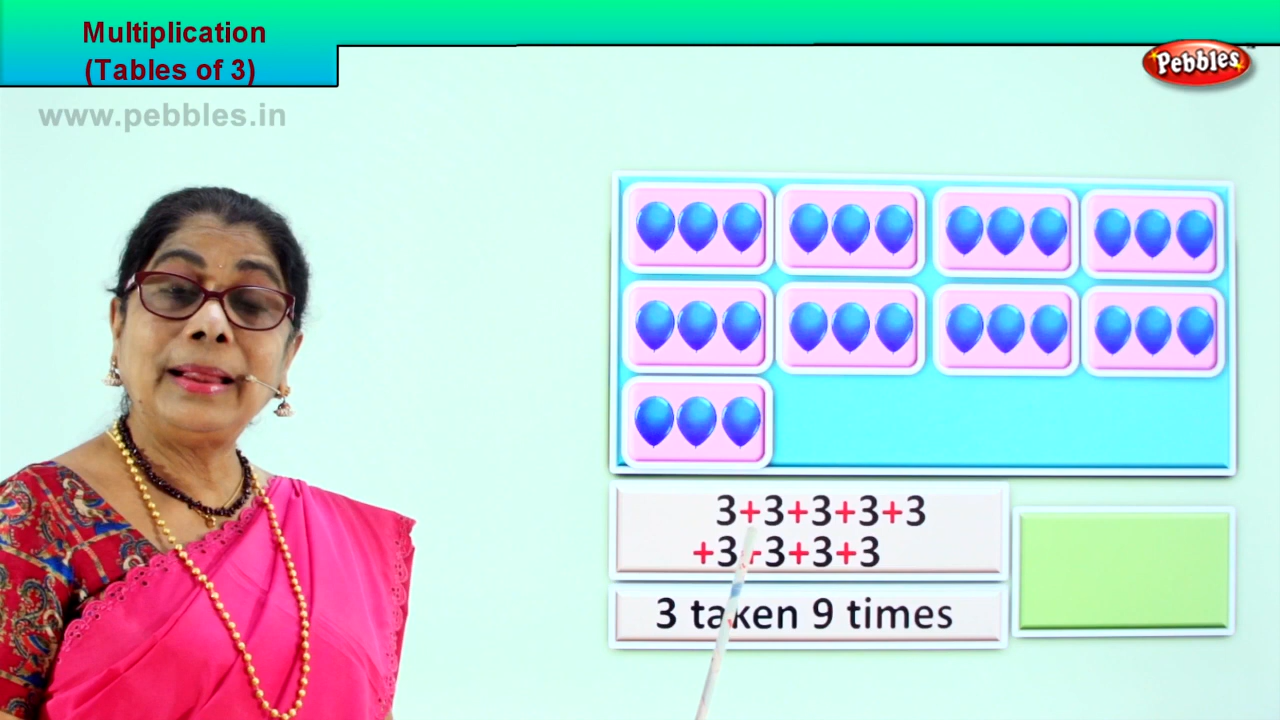 Multiplication
(Tables of 3)
Pebbles
www.pebbles.in
3+3+3+3+3
+3+3+3+3
3 taken 9 times